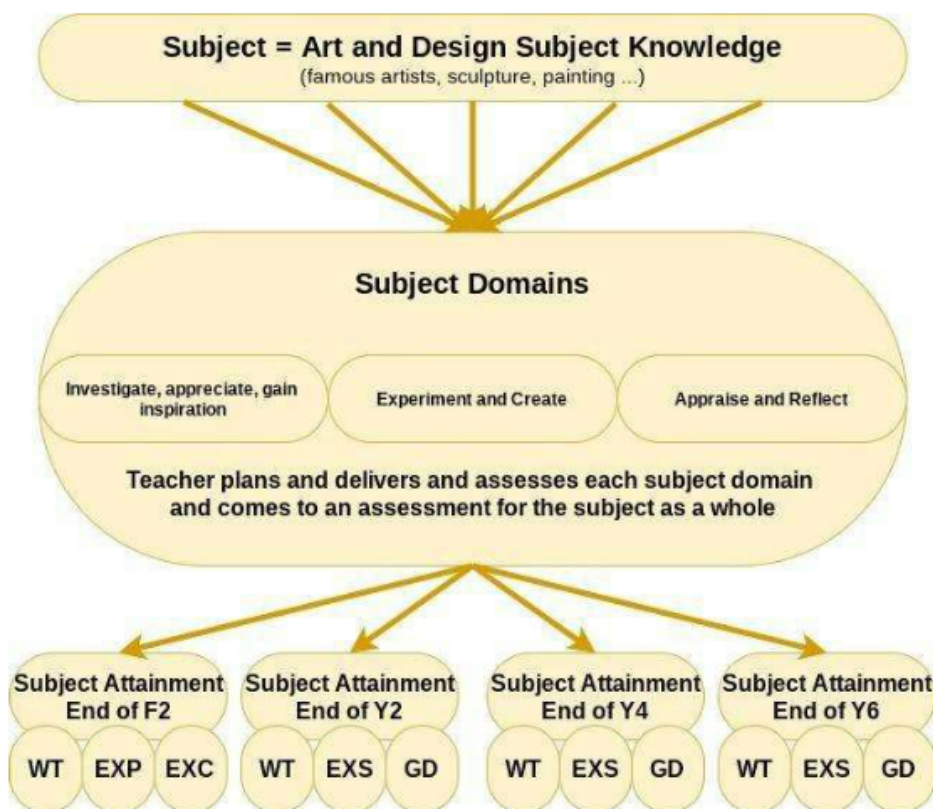 Subject = Art and Design Subject Knowledge
(famous artists, sculpture, painting ...)
Subject Domains
Investigate, appreciate, gain
inspiration
Experiment and Create
Appraise and Reflect
Teacher plans and delivers and assesses each subject domain
and comes to an assessment for the subject as a whole
Subject Attainment
End of F2
WT EXP EXC
Subject Attainment
End of Y2
WT EXS GD
Subject Attainment
End of Y4
WT EXS GD
Subject Attainment
End of Y6
WT EXS GD